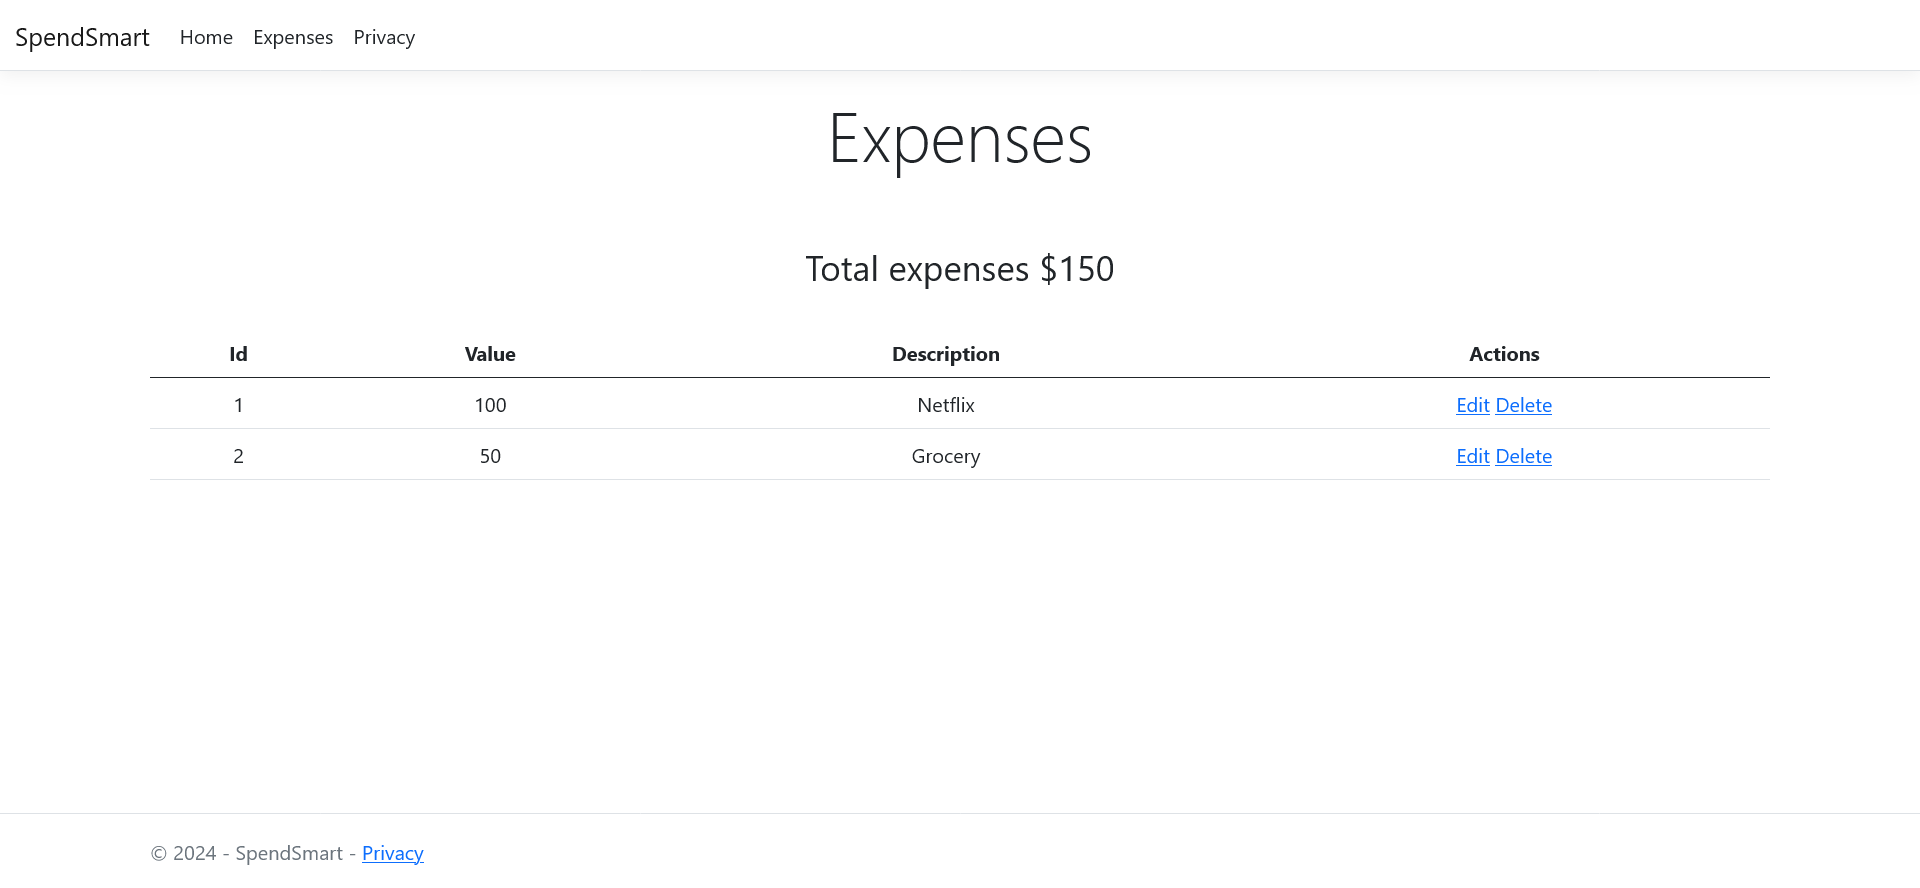 SpendSmart Home Expenses Privacy
Expenses
Total expenses $150
Id Value Description Actions
1 100 Netflix Edit Delete
2 50 Grocery Edit Delete
© 2024 - SpendSmart - Privacy